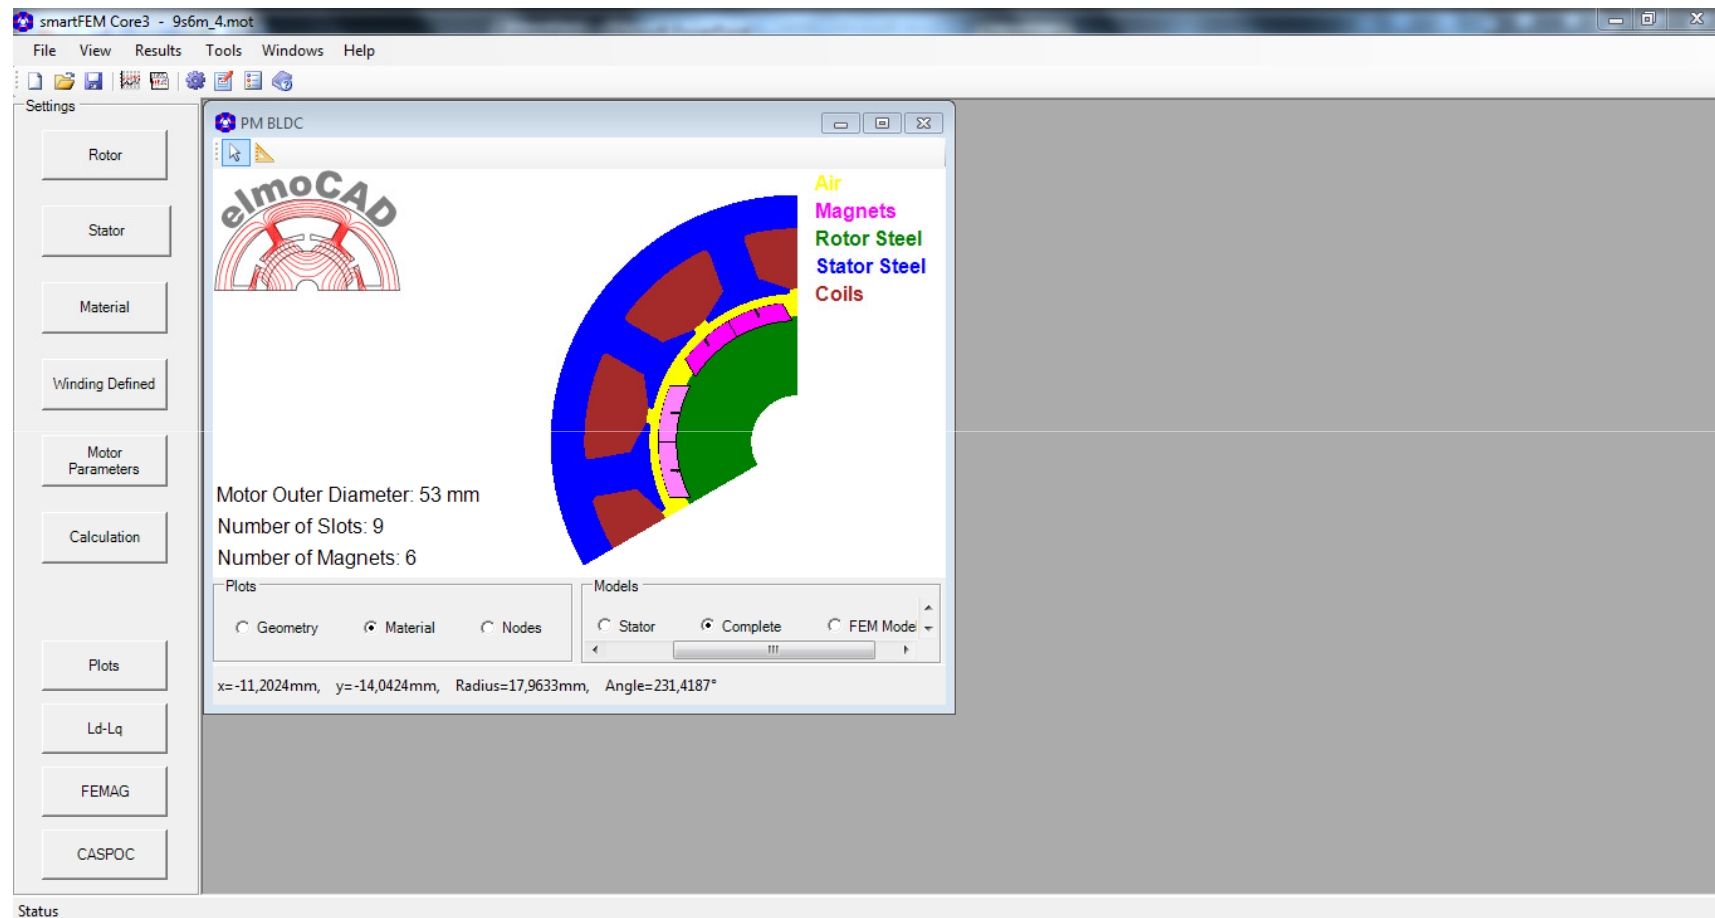 smartFEM Core3 - 9s6m_4.mot
File View Results Tools Windows Help
Settings
Rotor
Stator
Material
Winding Defined
Motor
Parameters
Calculation
Plots
Ld-Lq
FEMAG
CASPOC
PM BLDC
elmoCAD
Air
Magnets
Rotor Steel
Stator Steel
Coils
Motor Outer Diameter: 53 mm
Number of Slots: 9
Number of Magnets: 6
Plots
Geometry Material Nodes
Models
Stator Complete FEM Model
x=-11,2024mm, y=-14,0424mm, Radius=17,9633mm, Angle=231,4187°
Status